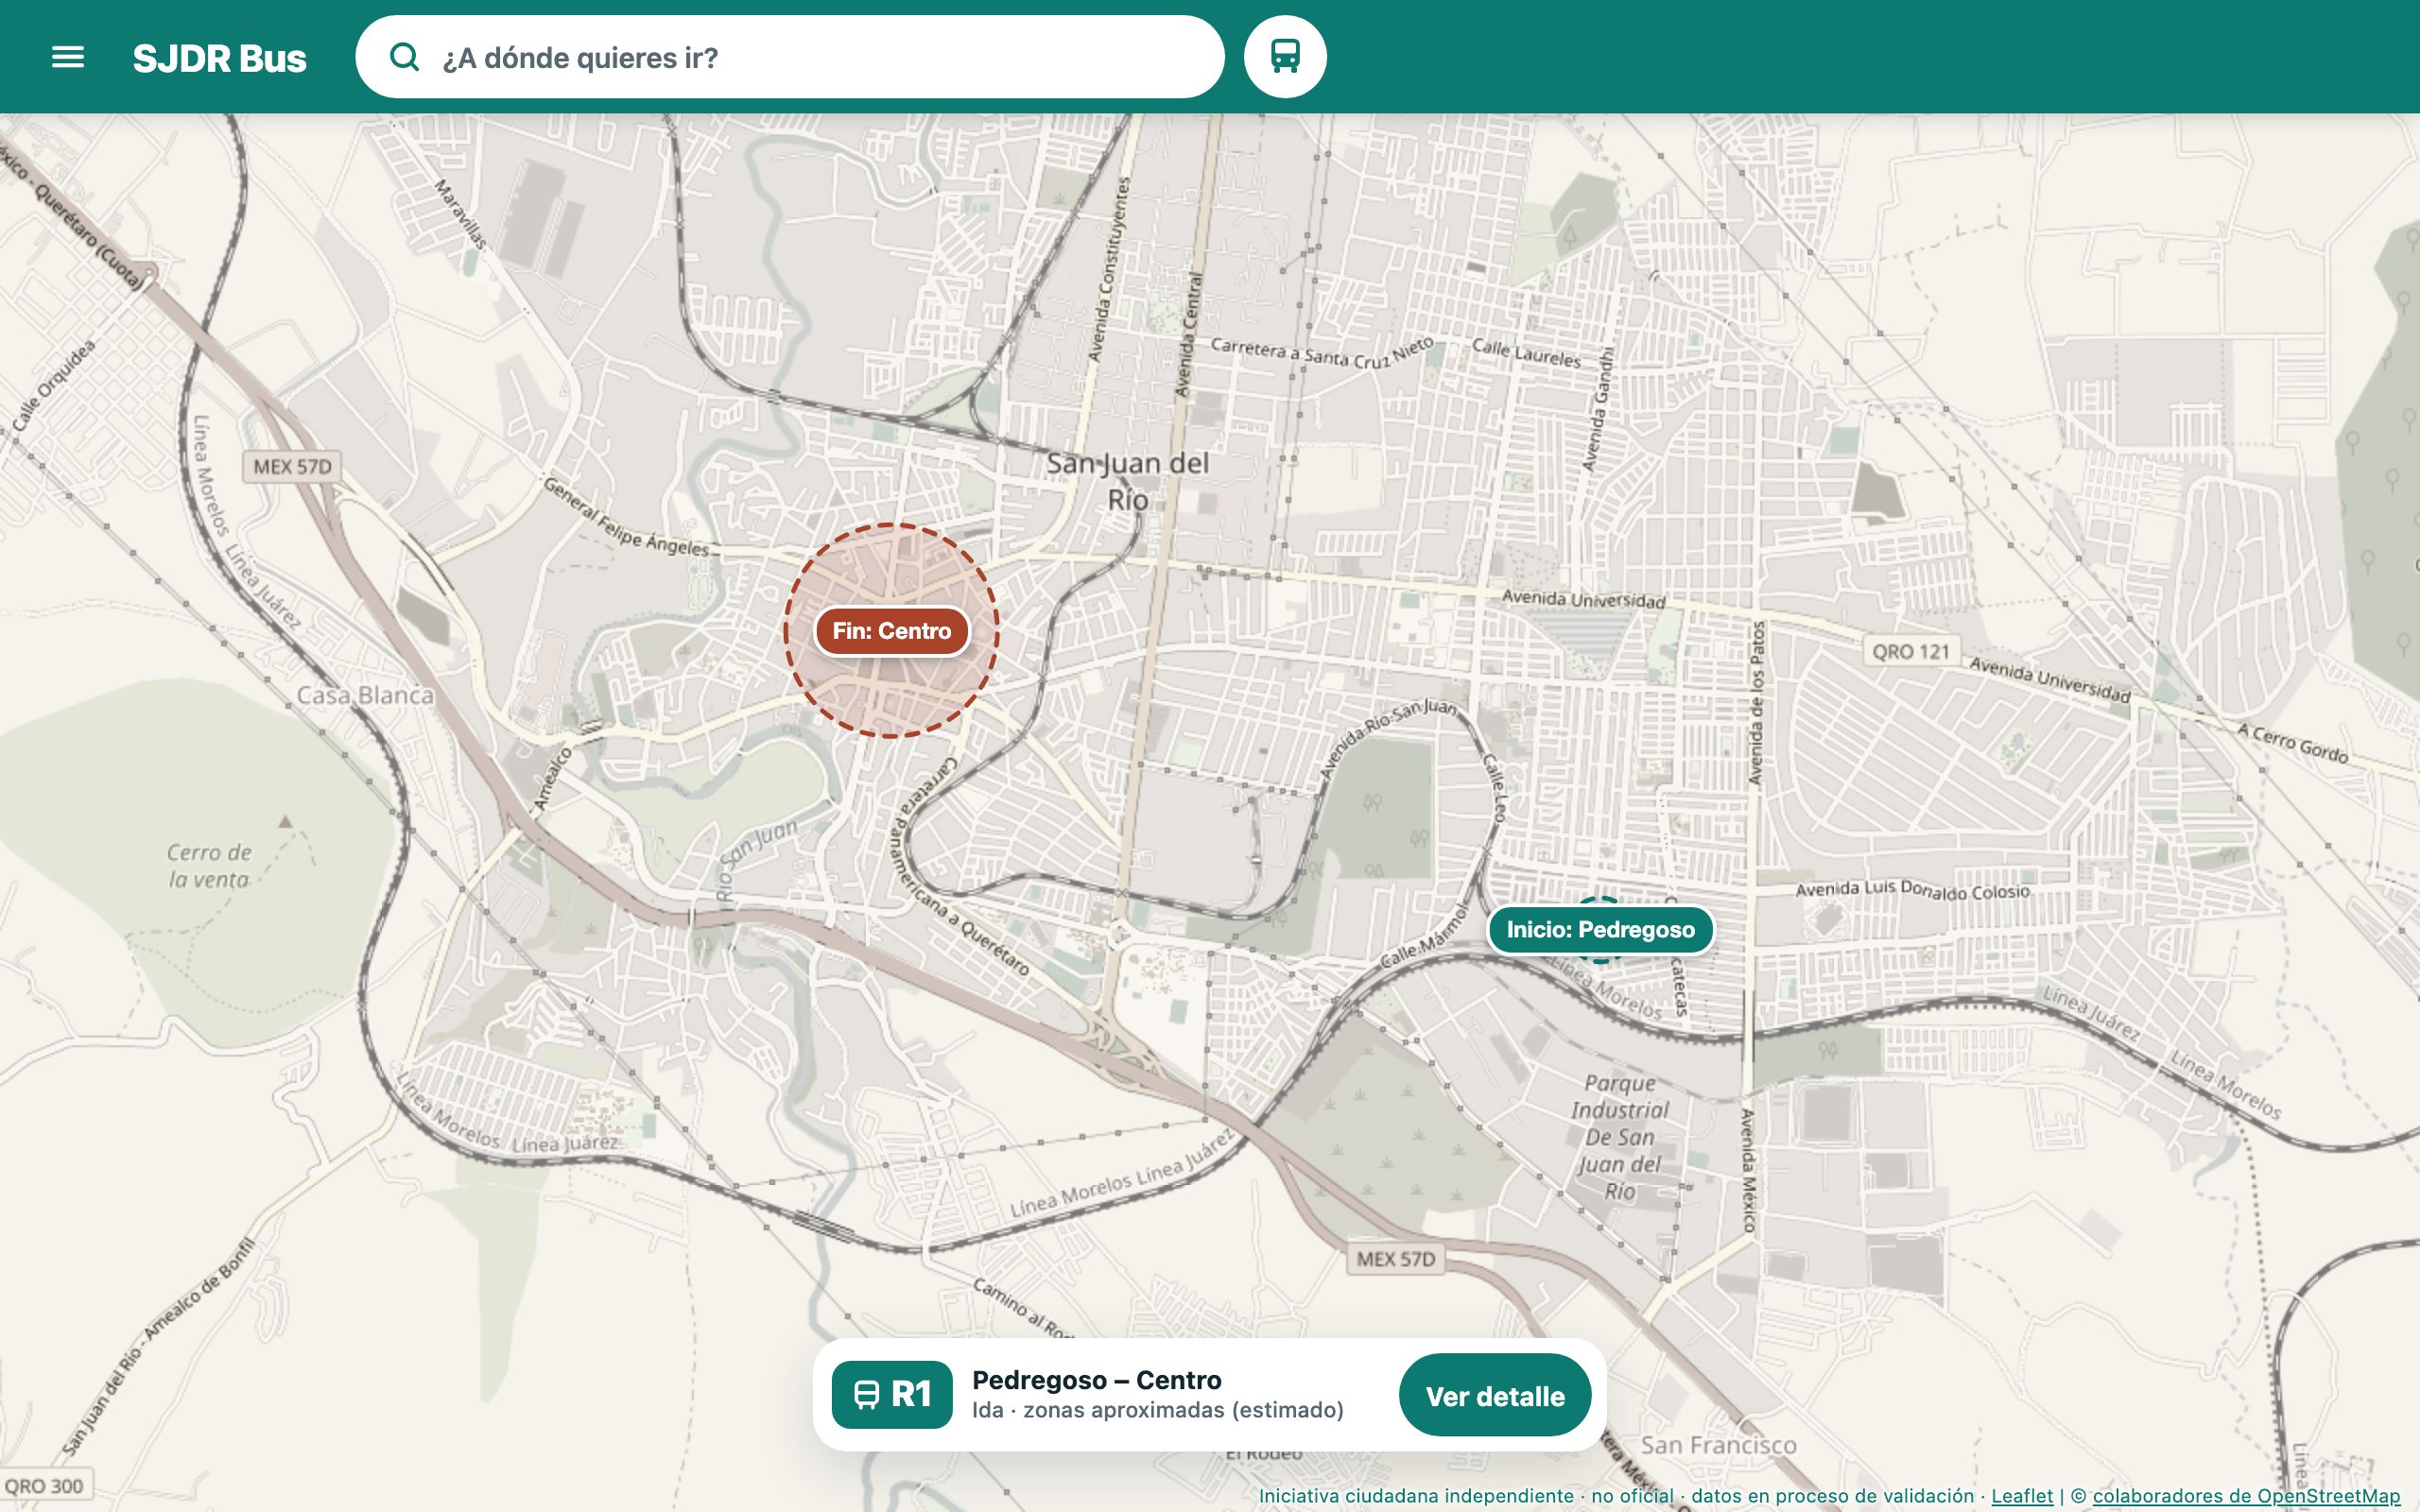 SJDR Bus
¿A dónde quieres ir?
México - Querétaro (Cuota)
Maravillas
Avenida Constituyentes
Avenida Central
Carretera a Santa Cruz Nieto
Calle Laureles
Avenida Gandhi
Calle Orquídea
Línea Morelos
Línea Juárez
MEX 57D
General Felipe Ángeles
San Juan del
Río
Fin: Centro
Avenida Universidad
QRO 121
Avenida Universidad
Avenida de los Patos
A Cerro Gordo
Casa Blanca
Amealco
Carretera Panamericana a Querétaro
Avenida Río San Juan
Calle Leo
Río San Juan
Cerro de
la venta
Avenida Luis Donaldo Colosio
Inicio: Pedregoso
Calle Mármol
Línea Morelos
catecas
Línea Juárez
Línea Morelos
Parque
Industrial
De San
Juan del
Río
Avenida México
Línea Morelos
Línea Juárez
Línea Morelos Línea Juárez
MEX 57D
San Juan del Río - Amealco de Bonfil
R1
Pedregoso – Centro
Ida · zonas aproximadas (estimado)
Ver detalle
El Rodeo
San Francisco
QRO 300
Línea
Iniciativa ciudadana independiente · no oficial · datos en proceso de validación · Leaflet | © colaboradores de OpenStreetMap